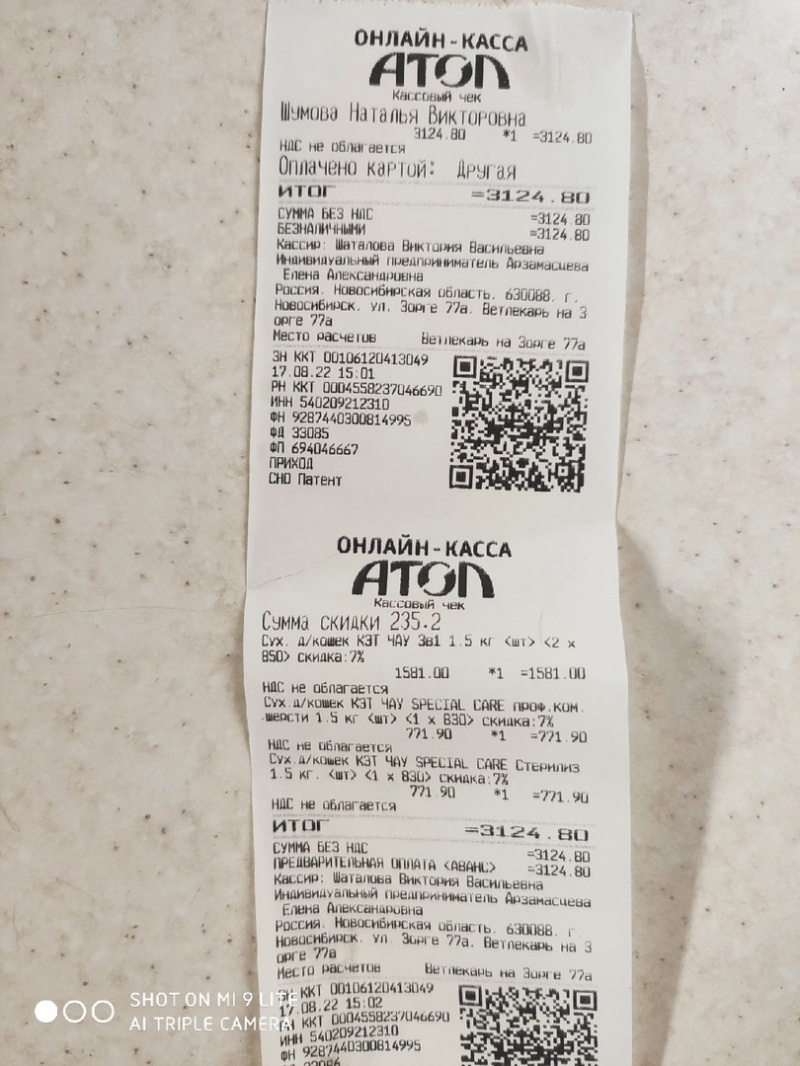 ОНЛАЙН-КАССА
АТОЛ
Кассовый чек
Шумова Наталья Викторовна
3124.80 *1 =3124.80
НДС не облагается
Оплачено картой: Другая
ИТОГ =3124.80
СУММА БЕЗ НДС =3124.80
БЕЗНАЛИЧНЫМИ =3124.80
Кассир: Шаталова Виктория Васильевна
Индивидуальный предприниматель Арзамасцева
Елена Александровна
Россия. Новосибирская область. 630088. г.
Новосибирск. ул. Зорге 77а. Ветлекарь на З
орге 77а
Место расчетов Ветлекарь на Зорге 77а
ЗН ККТ 00106120413049
17.08.22 15:01
РН ККТ 0004558237046690
ИНН 540209212310
ФН 9287440300814995
ФД 33085
ФП 694046667
ПРИХОД
СНО Патент
ОНЛАЙН-КАССА
АТОЛ
Кассовый чек
Сумма скидки 235.2
Сух. д/кошек КЭТ ЧАУ 3в1 1.5 кг <шт> <2 x
850> скидка:7%
1581.00 *1 =1581.00
НДС не облагается
Сух.д/кошек КЭТ ЧАУ SPECIAL CARE проф.ком.
шерсти 1.5 кг <шт> <1 x 830> скидка:7%
771.90 *1 =771.90
НДС не облагается
Сух.д/кошек КЭТ ЧАУ SPECIAL CARE Стерилиз
1.5 кг. <шт> <1 x 830> скидка:7%
771.90 *1 =771.90
НДС не облагается
ИТОГ =3124.80
СУММА БЕЗ НДС =3124.80
ПРЕДВАРИТЕЛЬНАЯ ОПЛАТА <АВАНС> =3124.80
Кассир: Шаталова Виктория Васильевна
Индивидуальный предприниматель Арзамасцева
Елена Александровна
Россия. Новосибирская область. 630088. г.
Новосибирск. ул. Зорге 77а. Ветлекарь на З
орге 77а
Место расчетов Ветлекарь на Зорге 77а
ЗН ККТ 00106120413049
17.08.22 15:02
РН ККТ 0004558237046690
ИНН 540209212310
ФН 9287440300814995
SHOT ON MI 9 LITE
AI TRIPLE CAMERA